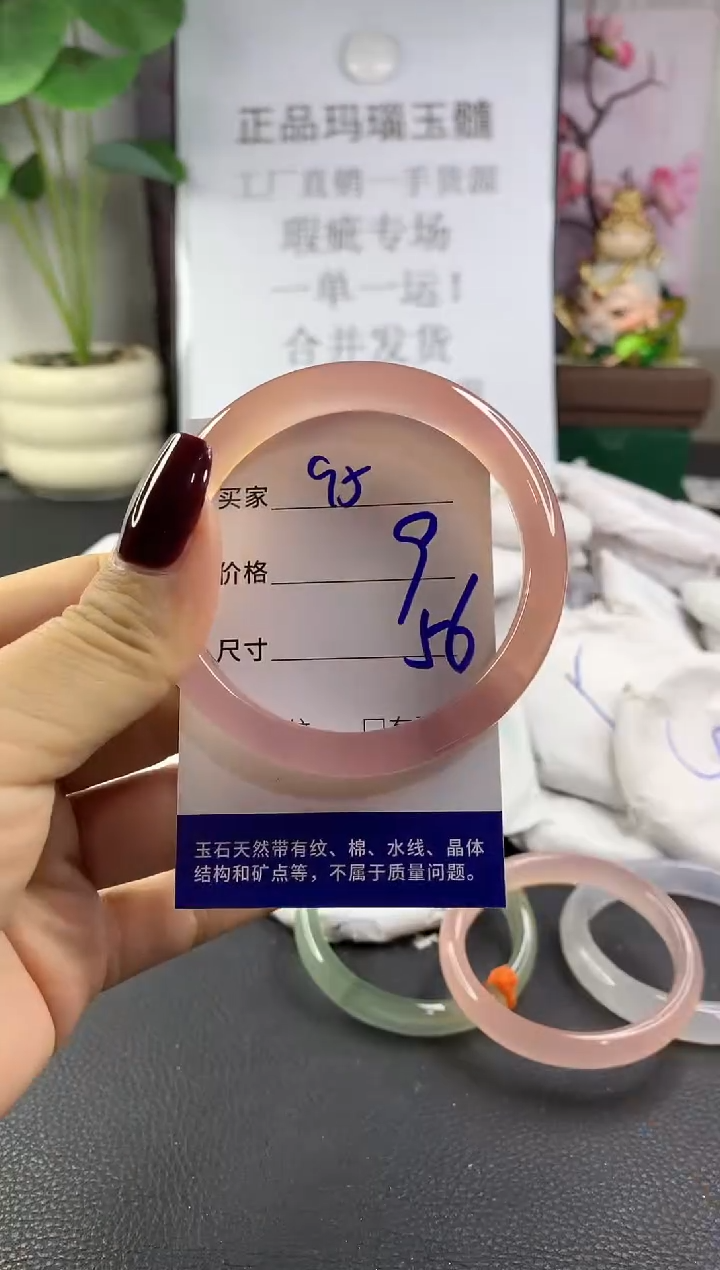 正品玛瑙玉髓
工厂直销一手货源
瑕疵专场
一单一运!
合并发货
买家 95
价格 9
尺寸 56
玉石天然带有纹、棉、水线、晶体
结构和矿点等，不属于质量问题。